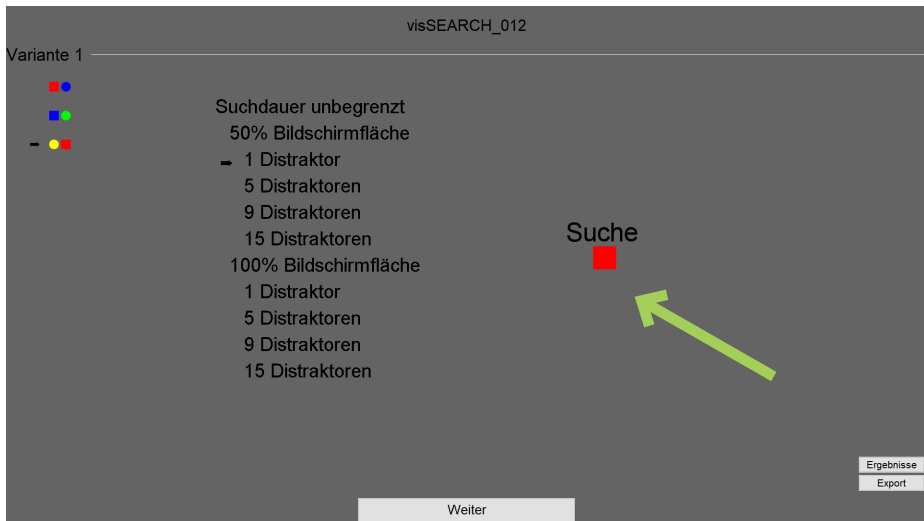 visSEARCH_012
Variante 1
Suchdauer unbegrenzt
50% Bildschirmfläche
1 Distraktor
5 Distraktoren
9 Distraktoren
15 Distraktoren
100% Bildschirmfläche
1 Distraktor
5 Distraktoren
9 Distraktoren
15 Distraktoren
Suche
Ergebnisse
Export
Weiter